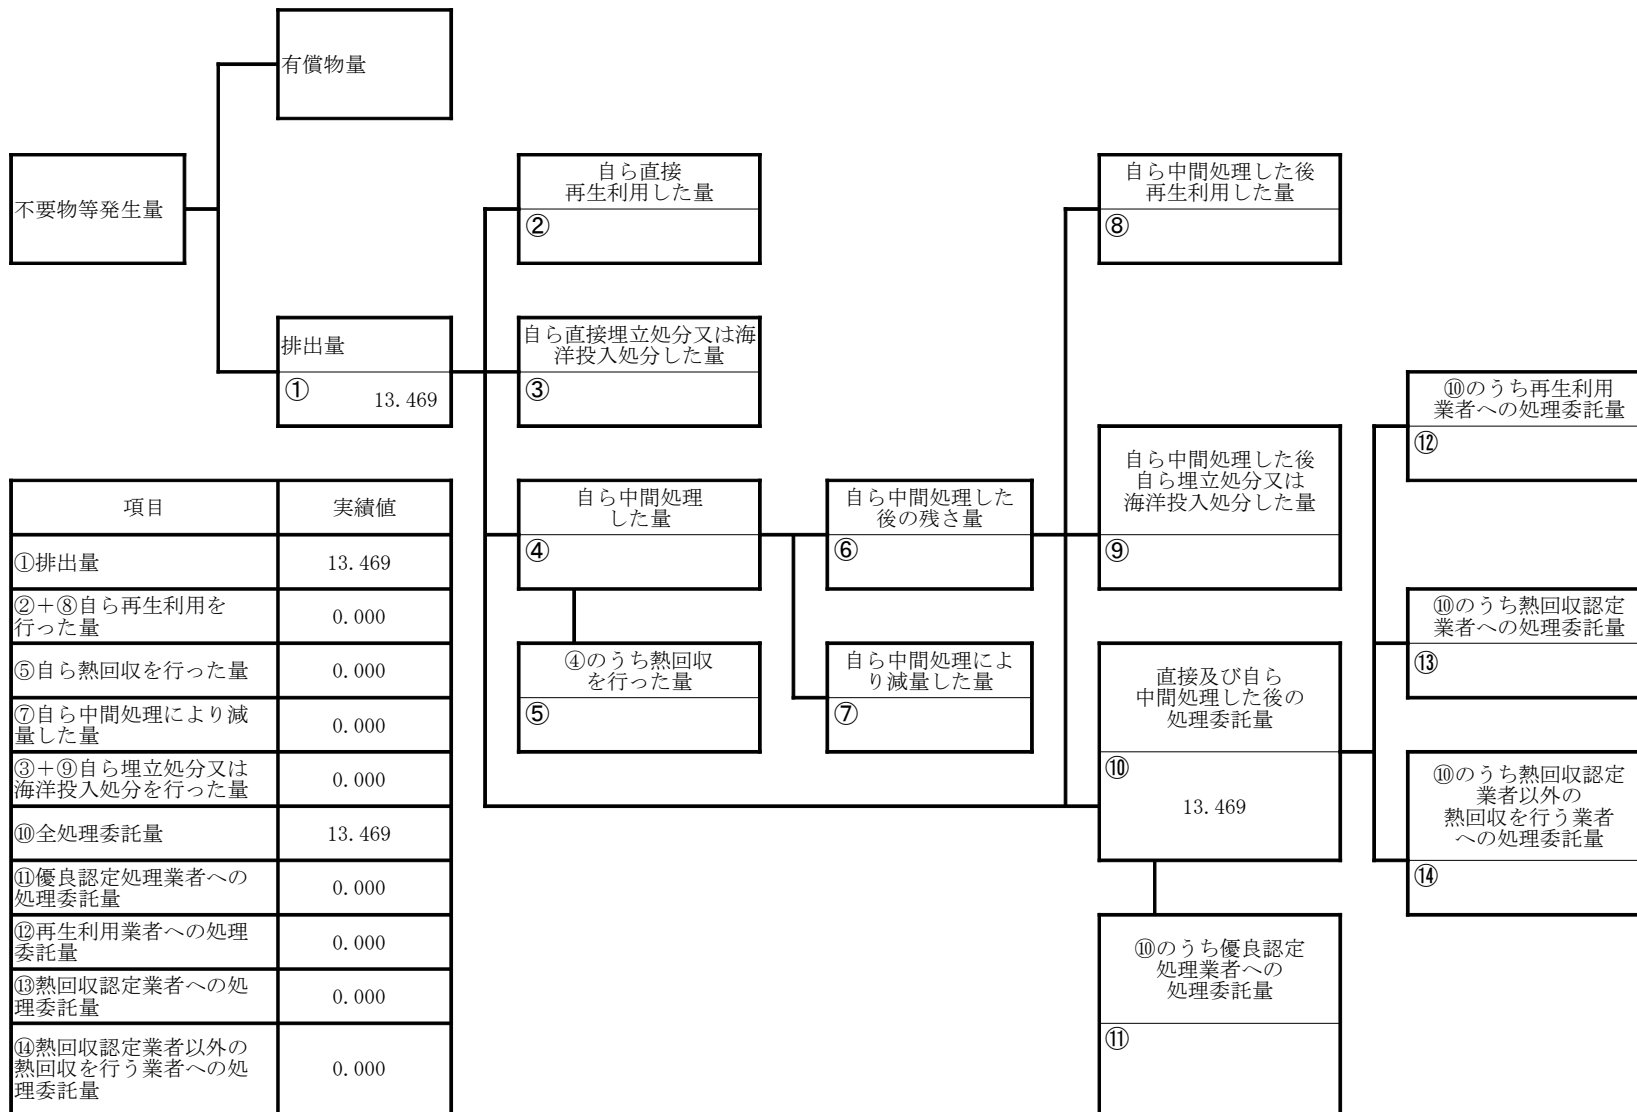 有償物量
不要物等発生量
排出量
① 13.469
自ら直接
再生利用した量
②
自ら直接埋立処分又は海
洋投入処分した量
③
自ら中間処理
した量
④
④のうち熱回収
を行った量
⑤
自ら中間処理した
後の残さ量
⑥
自ら中間処理によ
り減量した量
⑦
自ら中間処理した後
再生利用した量
⑧
自ら中間処理した後
自ら埋立処分又は
海洋投入処分した量
⑨
直接及び自ら
中間処理した後の
処理委託量
⑩
13.469
⑩のうち優良認定
処理業者への
処理委託量
⑪
⑩のうち再生利用
業者への処理委託量
⑫
⑩のうち熱回収認定
業者への処理委託量
⑬
⑩のうち熱回収認定
業者以外の
熱回収を行う業者
への処理委託量
⑭
項目 実績値
①排出量 13.469
②＋⑧自ら再生利用を
行った量 0.000
⑤自ら熱回収を行った量 0.000
⑦自ら中間処理により減
量した量 0.000
③＋⑨自ら埋立処分又は
海洋投入処分を行った量 0.000
⑩全処理委託量 13.469
⑪優良認定処理業者への
処理委託量 0.000
⑫再生利用業者への処理
委託量 0.000
⑬熱回収認定業者への処
理委託量 0.000
⑭熱回収認定業者以外の
熱回収を行う業者への処
理委託量 0.000